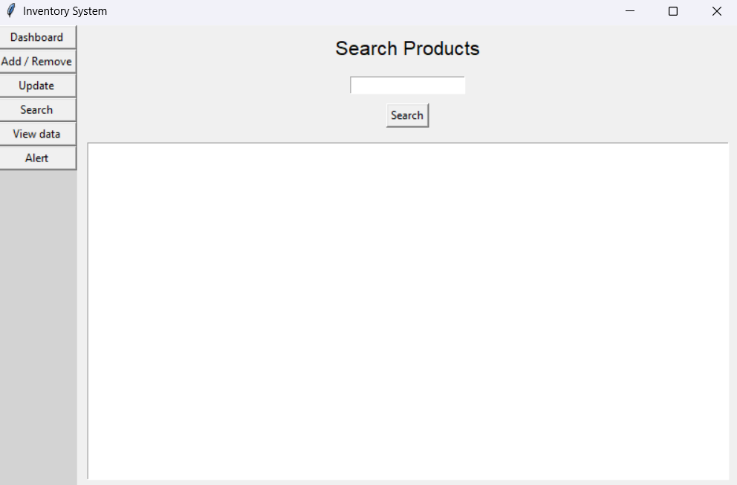 Inventory System
Dashboard
Add / Remove
Update
Search
View data
Alert
Search Products
Search